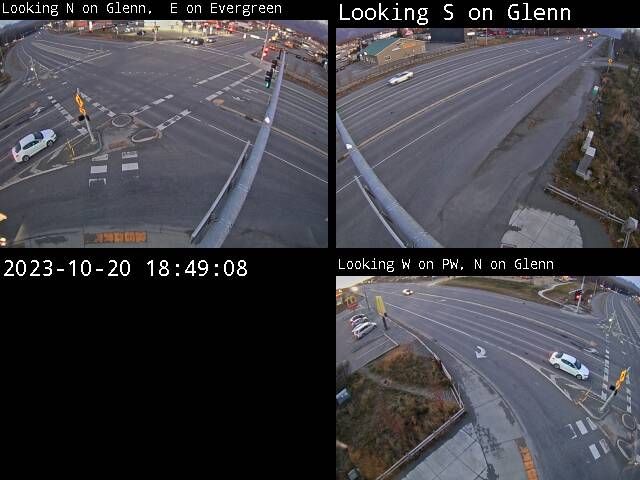 Looking N on Glenn,  E on Evergreen
Looking S on Glenn
2023-10-20 18:49:08
Looking W on PW, N on Glenn